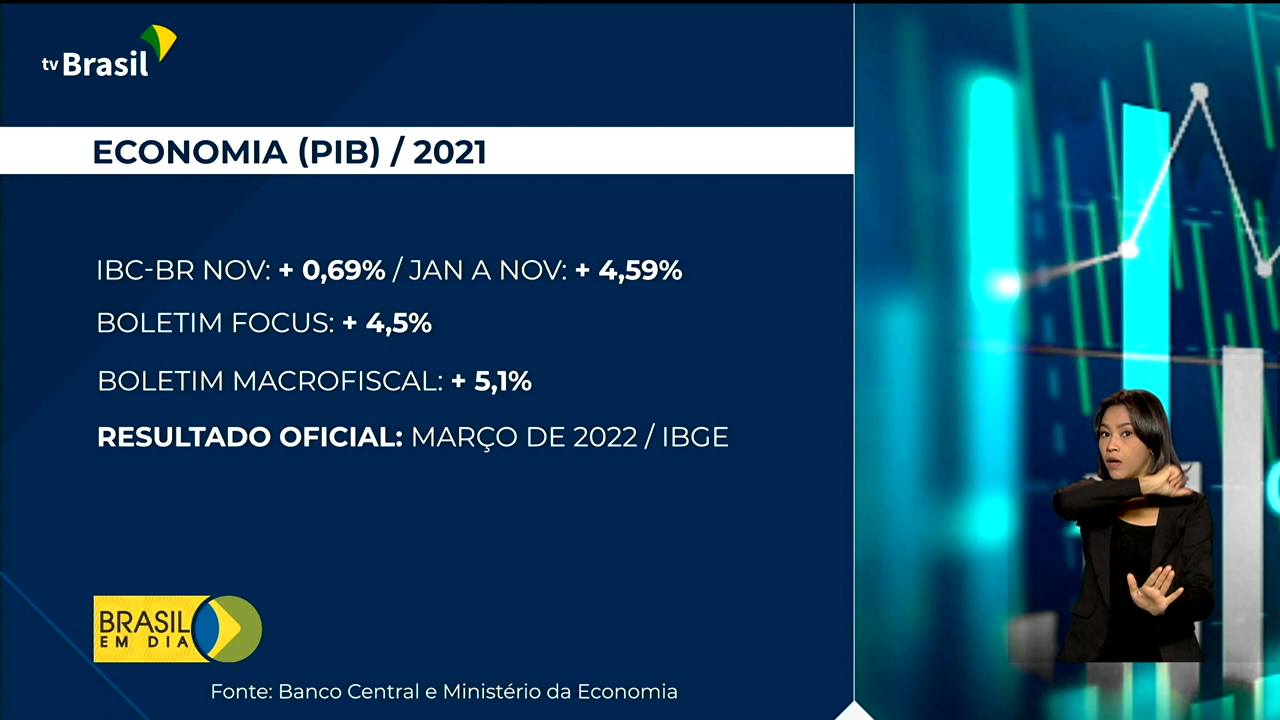 tv Brasil
ECONOMIA (PIB) / 2021
IBC-BR NOV: + 0,69% / JAN A NOV: + 4,59%
BOLETIM FOCUS: + 4,5%
BOLETIM MACROFISCAL: + 5,1%
RESULTADO OFICIAL: MARÇO DE 2022 / IBGE
BRASIL
EM DIA
Fonte: Banco Central e Ministério da Economia